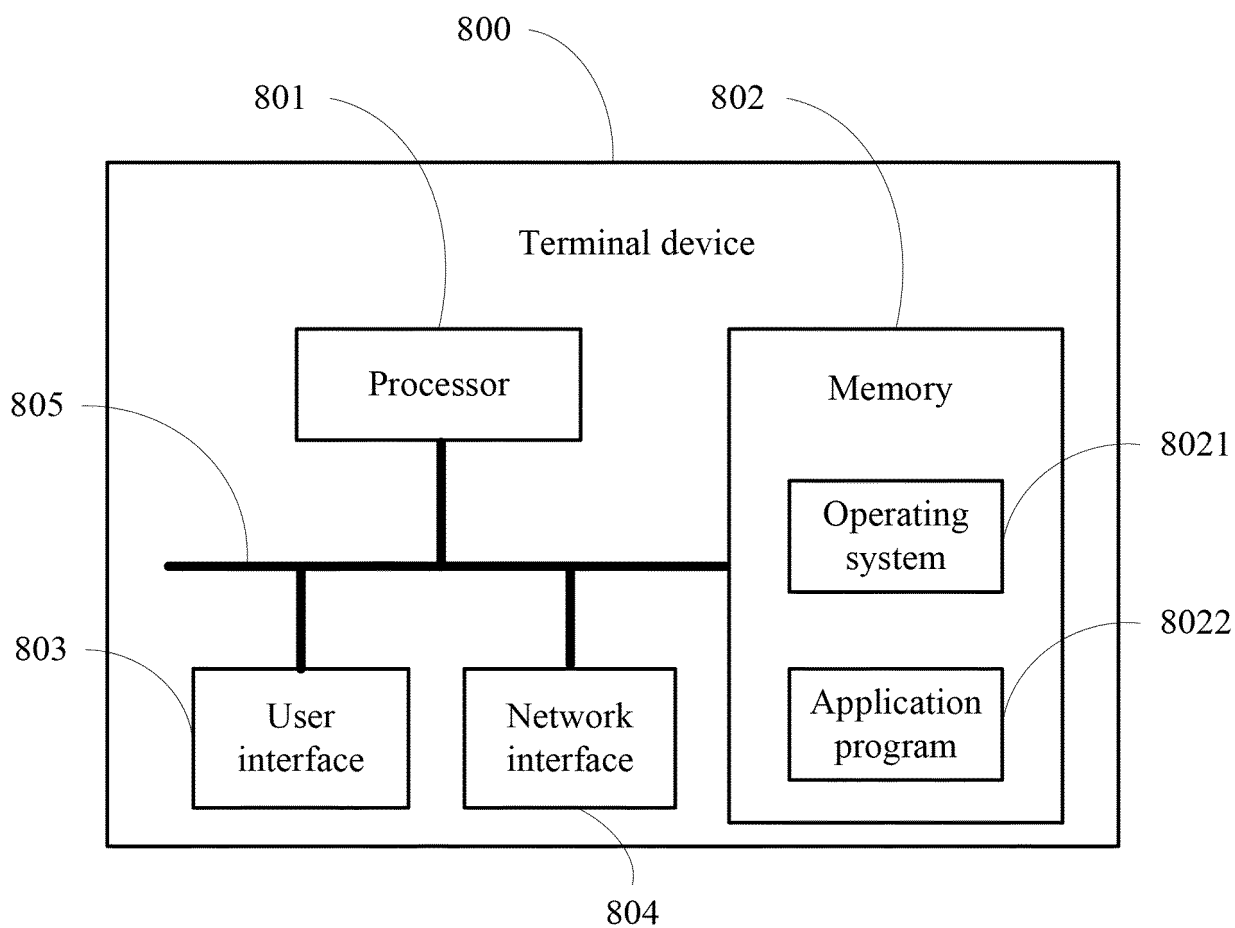 800
801
802
Terminal device
Processor
Memory
805
8021
Operating
system
8022
803
User
interface
Network
interface
Application
program
804